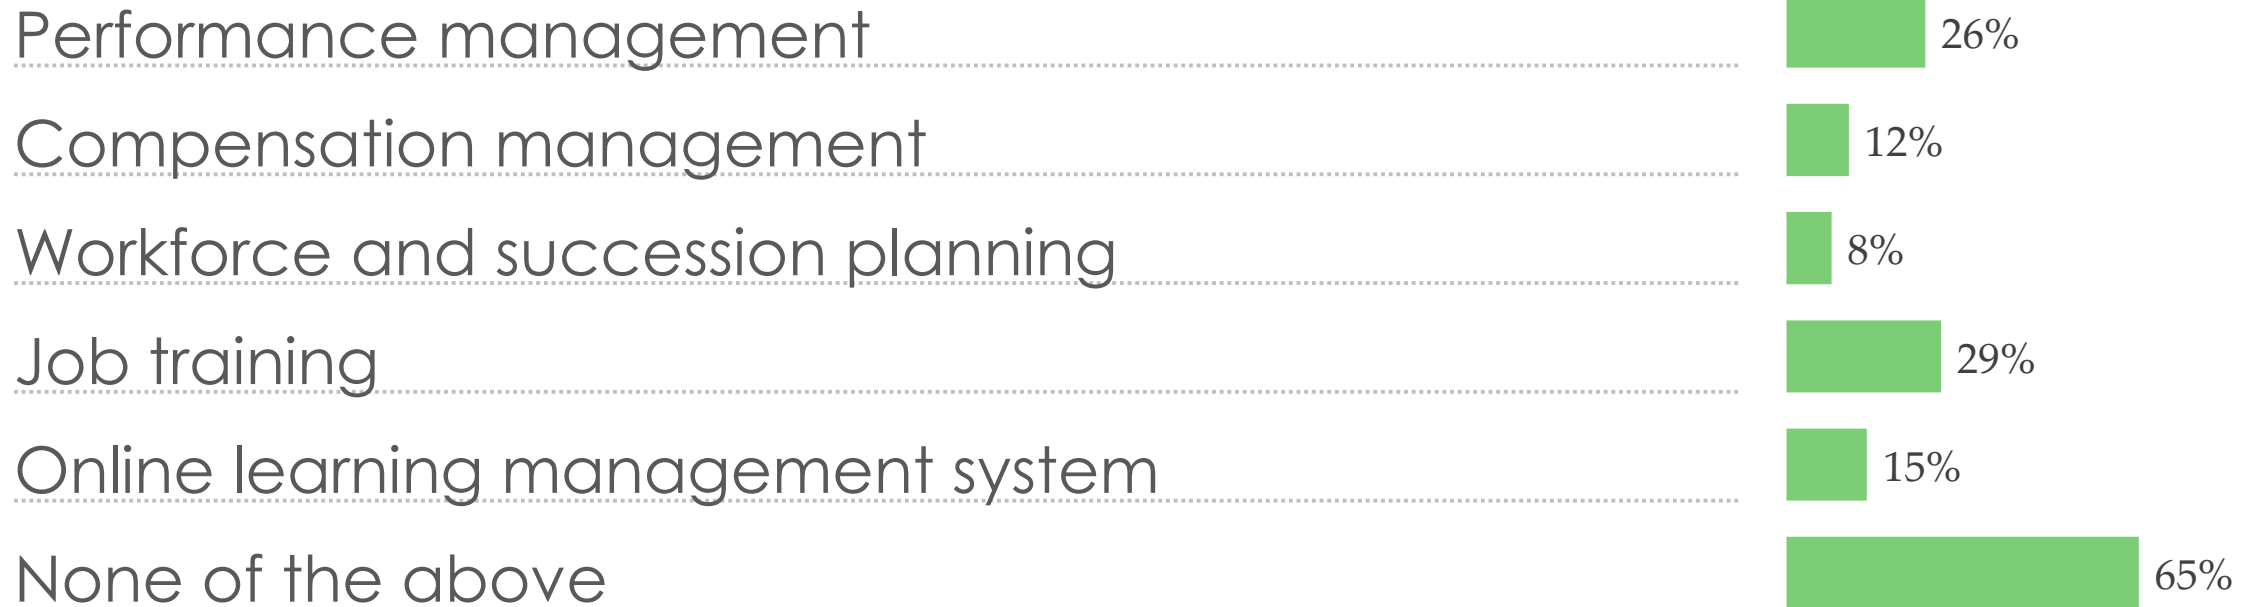 Performance management 26%
Compensation management 12%
Workforce and succession planning 8%
Job training 29%
Online learning management system 15%
None of the above 65%